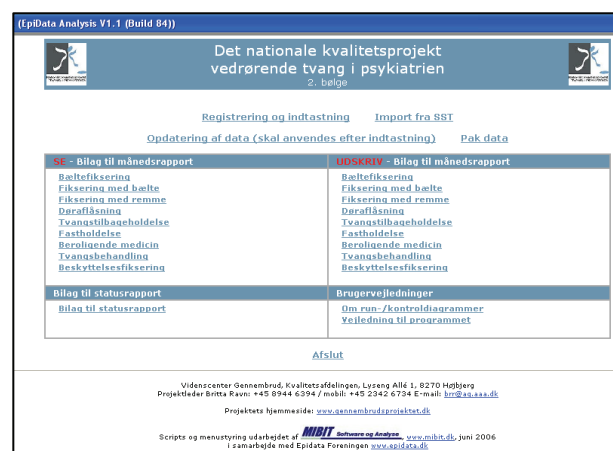 (EpiData Analysis V1.1 (Build 84))
Det nationale kvalitetsprojekt
vedrørende tvang i psykiatrien
2. bølge
Registrering og indtastning Import fra SST
Opdatering af data (skal anvendes efter indtastning) Pak data
SE - Bilag til månedsrapport
Bæltefiksering
Fiksering med bælte
Fiksering med remme
Døraflåsning
Tvangstilbageholdelse
Fastholdelse
Beroligende medicin
Tvangsbehandling
Beskyttelsesfiksering
UDSKRIV - Bilag til månedsrapport
Bæltefiksering
Fiksering med bælte
Fiksering med remme
Døraflåsning
Tvangstilbageholdelse
Fastholdelse
Beroligende medicin
Tvangsbehandling
Beskyttelsesfiksering
Bilag til statusrapport
Bilag til statusrapport
Brugervejledninger
Om run-/kontroldiagrammer
Vejledning til programmet
Afslut
Videnscenter Gennembrud, Kvalitetsafdelingen, Lyseng Allé 1, 8270 Højbjerg
Projektleder Britta Ravn: +45 8944 6394 / mobil: +45 2342 6734 E-mail: brr@ag.aaa.dk
Projektets hjemmeside: www.gennembrudsprojektet.dk
Scripts og menustyring udarbejdet af MIBIT Software og Analyse, www.mibit.dk, juni 2006
i samarbejde med Epidata Foreningen www.epidata.dk